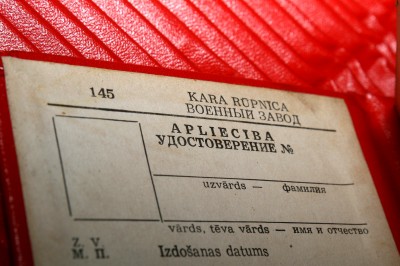 145 KARA RŪPNICA
ВОЕННЫЙ ЗАВОД
APLIECĪBA
УДОСТОВЕРЕНИЕ №
uzvārds — фамилия
vārds, tēva vārds — имя и отчество
Z. V.
М. П. Izdošanas datums